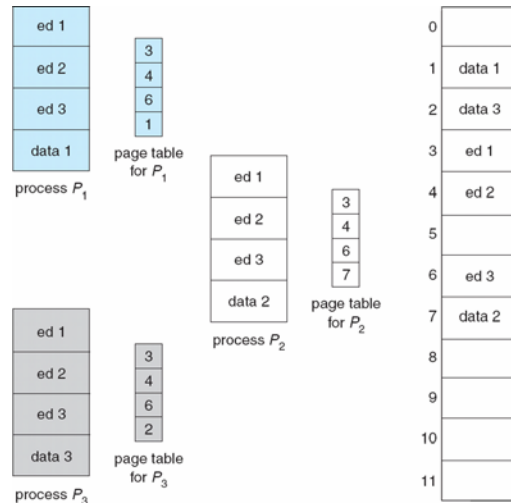 ed 1
ed 2
ed 3
data 1
process P1
3
4
6
1
page table
for P1
ed 1
ed 2
ed 3
data 2
process P2
3
4
6
7
page table
for P2
ed 1
ed 2
ed 3
data 3
process P3
3
4
6
2
page table
for P3
0
1 data 1
2 data 3
3 ed 1
4 ed 2
5
6 ed 3
7 data 2
8
9
10
11